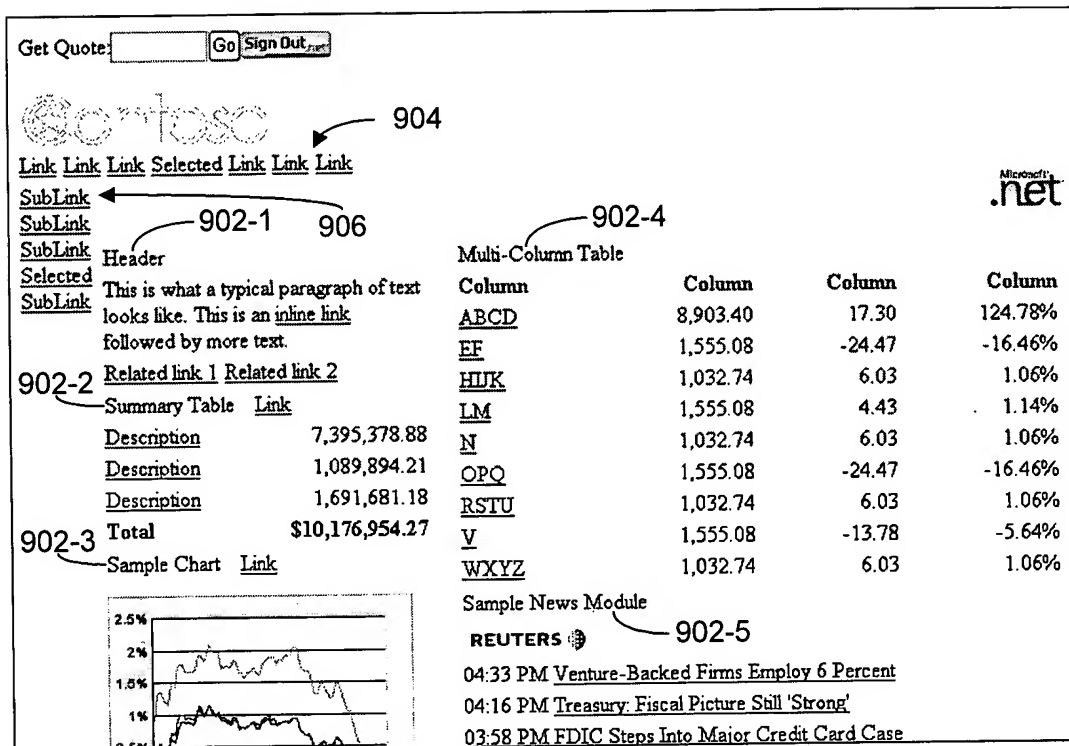 Get Quote: Go Sign Out .net
Contoso
904
Link Link Link Selected Link Link Link
Microsoft
.net
SubLink
906
SubLink
SubLink
Selected
SubLink
902-1
Header
This is what a typical paragraph of text
looks like. This is an inline link
followed by more text.
Related link 1 Related link 2
902-2
Summary Table Link
Description 7,395,378.88
Description 1,089,894.21
Description 1,691,681.18
Total $10,176,954.27
902-3
Sample Chart Link
2.5%
2%
1.5%
1%
0.5%
902-4
Multi-Column Table
Column Column Column Column
ABCD 8,903.40 17.30 124.78%
EF 1,555.08 -24.47 -16.46%
HIJK 1,032.74 6.03 1.06%
LM 1,555.08 4.43 1.14%
N 1,032.74 6.03 1.06%
OPQ 1,555.08 -24.47 -16.46%
RSTU 1,032.74 6.03 1.06%
V 1,555.08 -13.78 -5.64%
WXYZ 1,032.74 6.03 1.06%
Sample News Module
902-5
REUTERS
04:33 PM Venture-Backed Firms Employ 6 Percent
04:16 PM Treasury: Fiscal Picture Still 'Strong'
03:58 PM FDIC Steps Into Major Credit Card Case